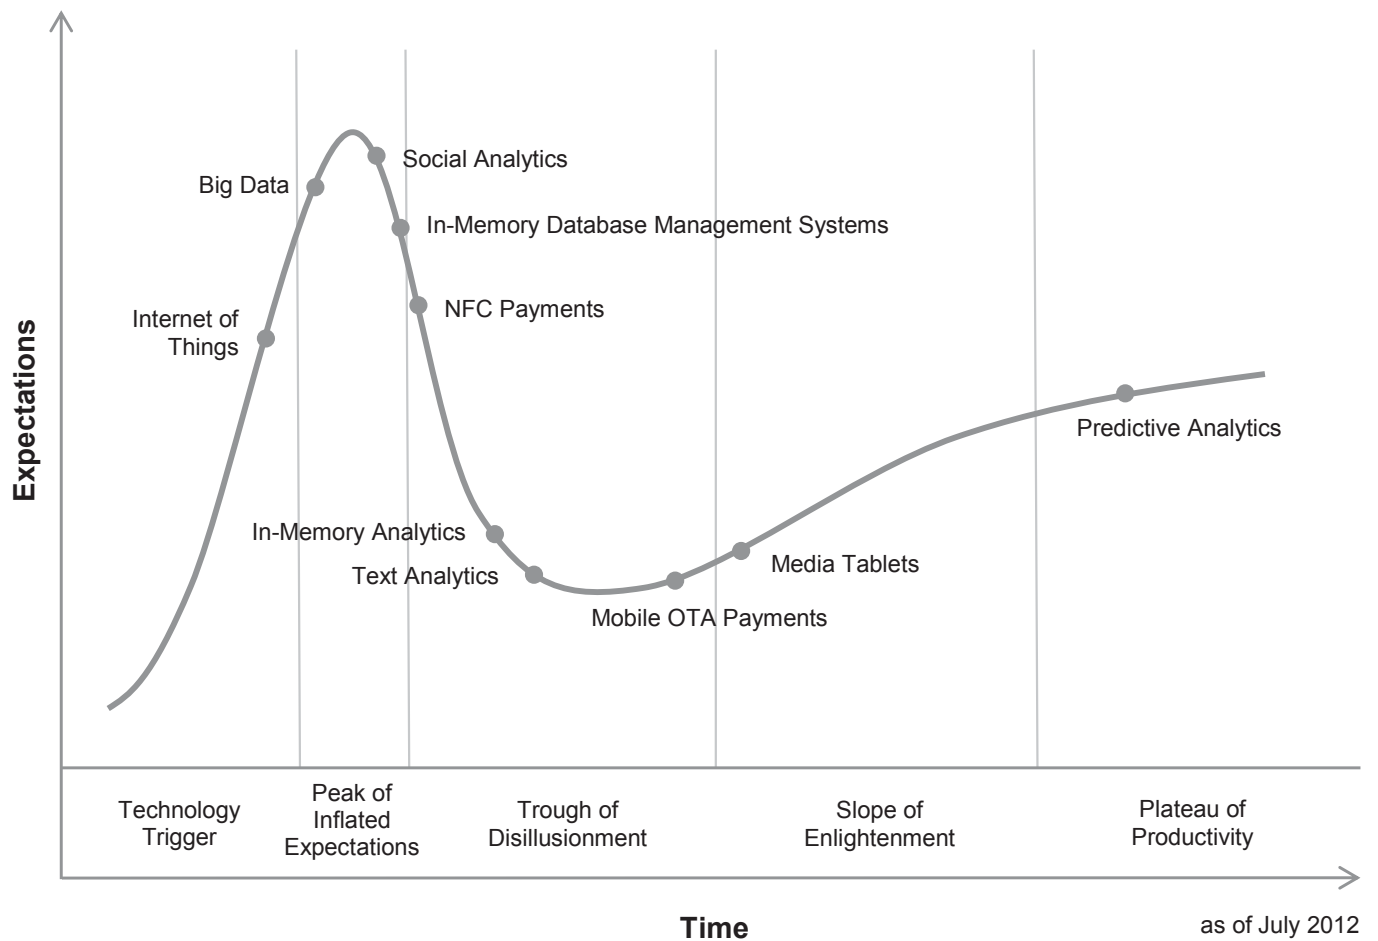 Social Analytics
Big Data
In-Memory Database Management Systems
Internet of
Things
NFC Payments
Predictive Analytics
Expectations
In-Memory Analytics
Text Analytics
Media Tablets
Mobile OTA Payments
Technology
Trigger
Peak of
Inflated
Expectations
Trough of
Disillusionment
Slope of
Enlightenment
Plateau of
Productivity
Time
as of July 2012